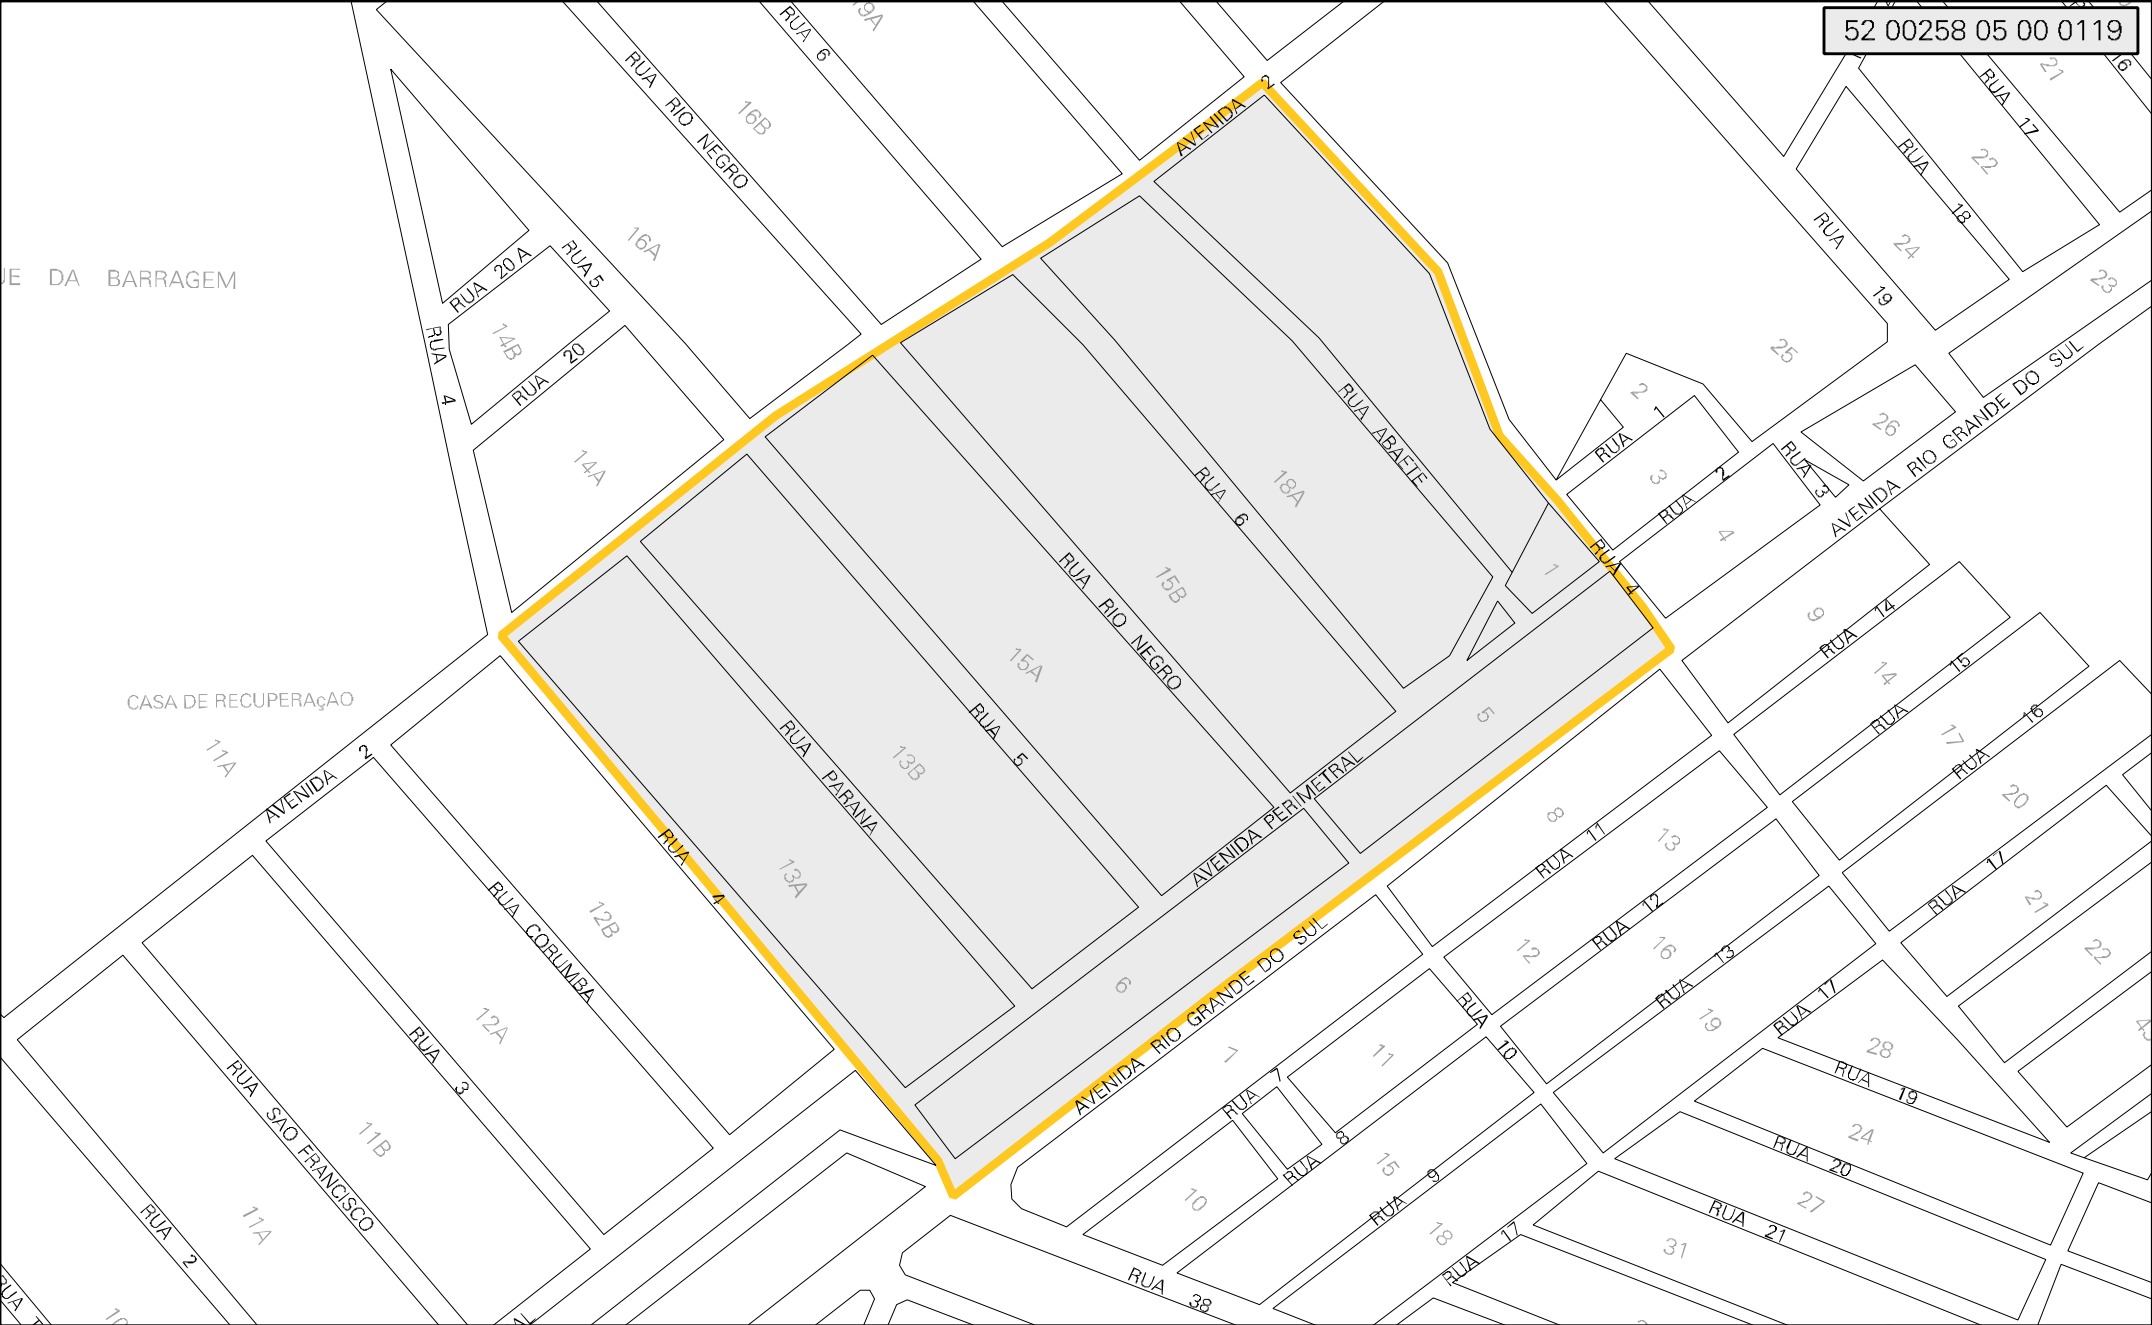 52 00258 05 00 0119
RUA 6
19A
RUA RIO NEGRO
16B
AVENIDA 2
RUA 17
21
16
RUA 18
22
RUA 19
24
23
16A
RUA 5
RUA 20 A
DA BARRAGEM
14B
RUA 20
RUA 4
14A
25
2
RUA 1
3
RUA 2
4
RUA 3
26
AVENIDA RIO GRANDE DO SUL
RUA ABAETE
18A
RUA 6
15B
RUA RIO NEGRO
1
RUA 4
15A
RUA 5
13B
RUA PARANA
13A
RUA 4
5
AVENIDA PERIMETRAL
6
AVENIDA RIO GRANDE DO SUL
CASA DE RECUPERAçAO
11A
AVENIDA 2
RUA CORUMBA
12B
12A
RUA 3
11B
RUA SAO FRANCISCO
11A
RUA 2
10
9
RUA 14
14
RUA 15
17
RUA 16
20
RUA 17
21
22
8
RUA 11
13
RUA 12
12
16
RUA 13
19
RUA 17
28
RUA 19
24
RUA 20
27
RUA 21
31
RUA 10
7
RUA 7
11
RUA 8
15
10
RUA 9
18
RUA 17
RUA 38